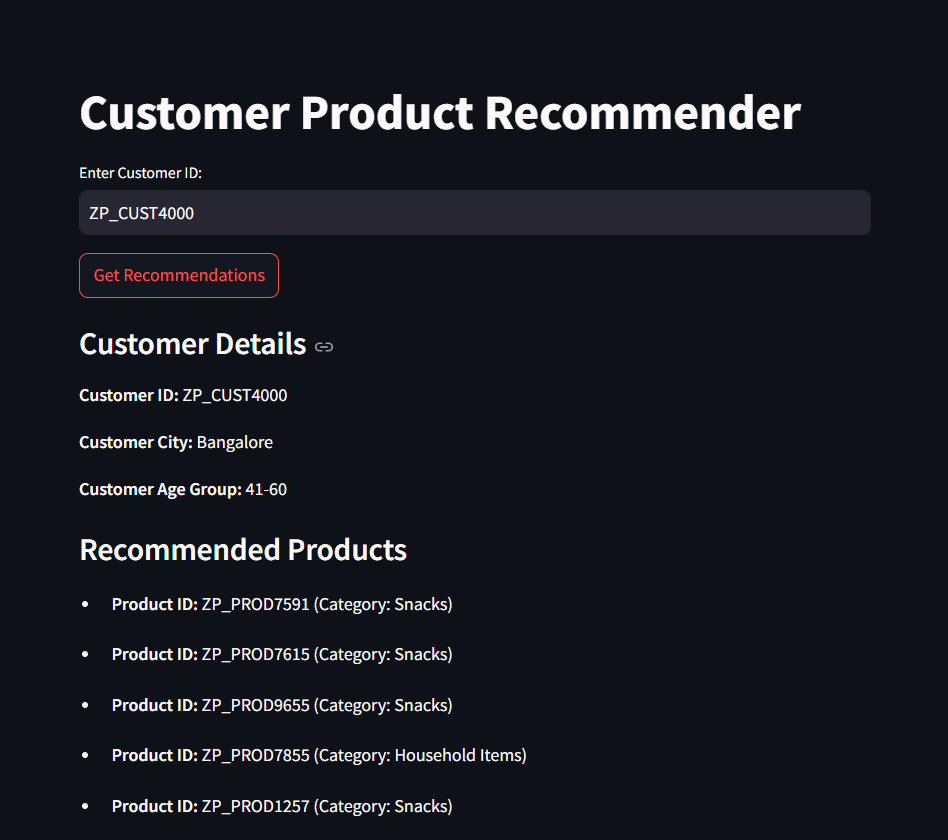 Customer Product Recommender
Enter Customer ID:
ZP_CUST4000
Get Recommendations
Customer Details
Customer ID: ZP_CUST4000
Customer City: Bangalore
Customer Age Group: 41-60
Recommended Products
• Product ID: ZP_PROD7591 (Category: Snacks)
• Product ID: ZP_PROD7615 (Category: Snacks)
• Product ID: ZP_PROD9655 (Category: Snacks)
• Product ID: ZP_PROD7855 (Category: Household Items)
• Product ID: ZP_PROD1257 (Category: Snacks)